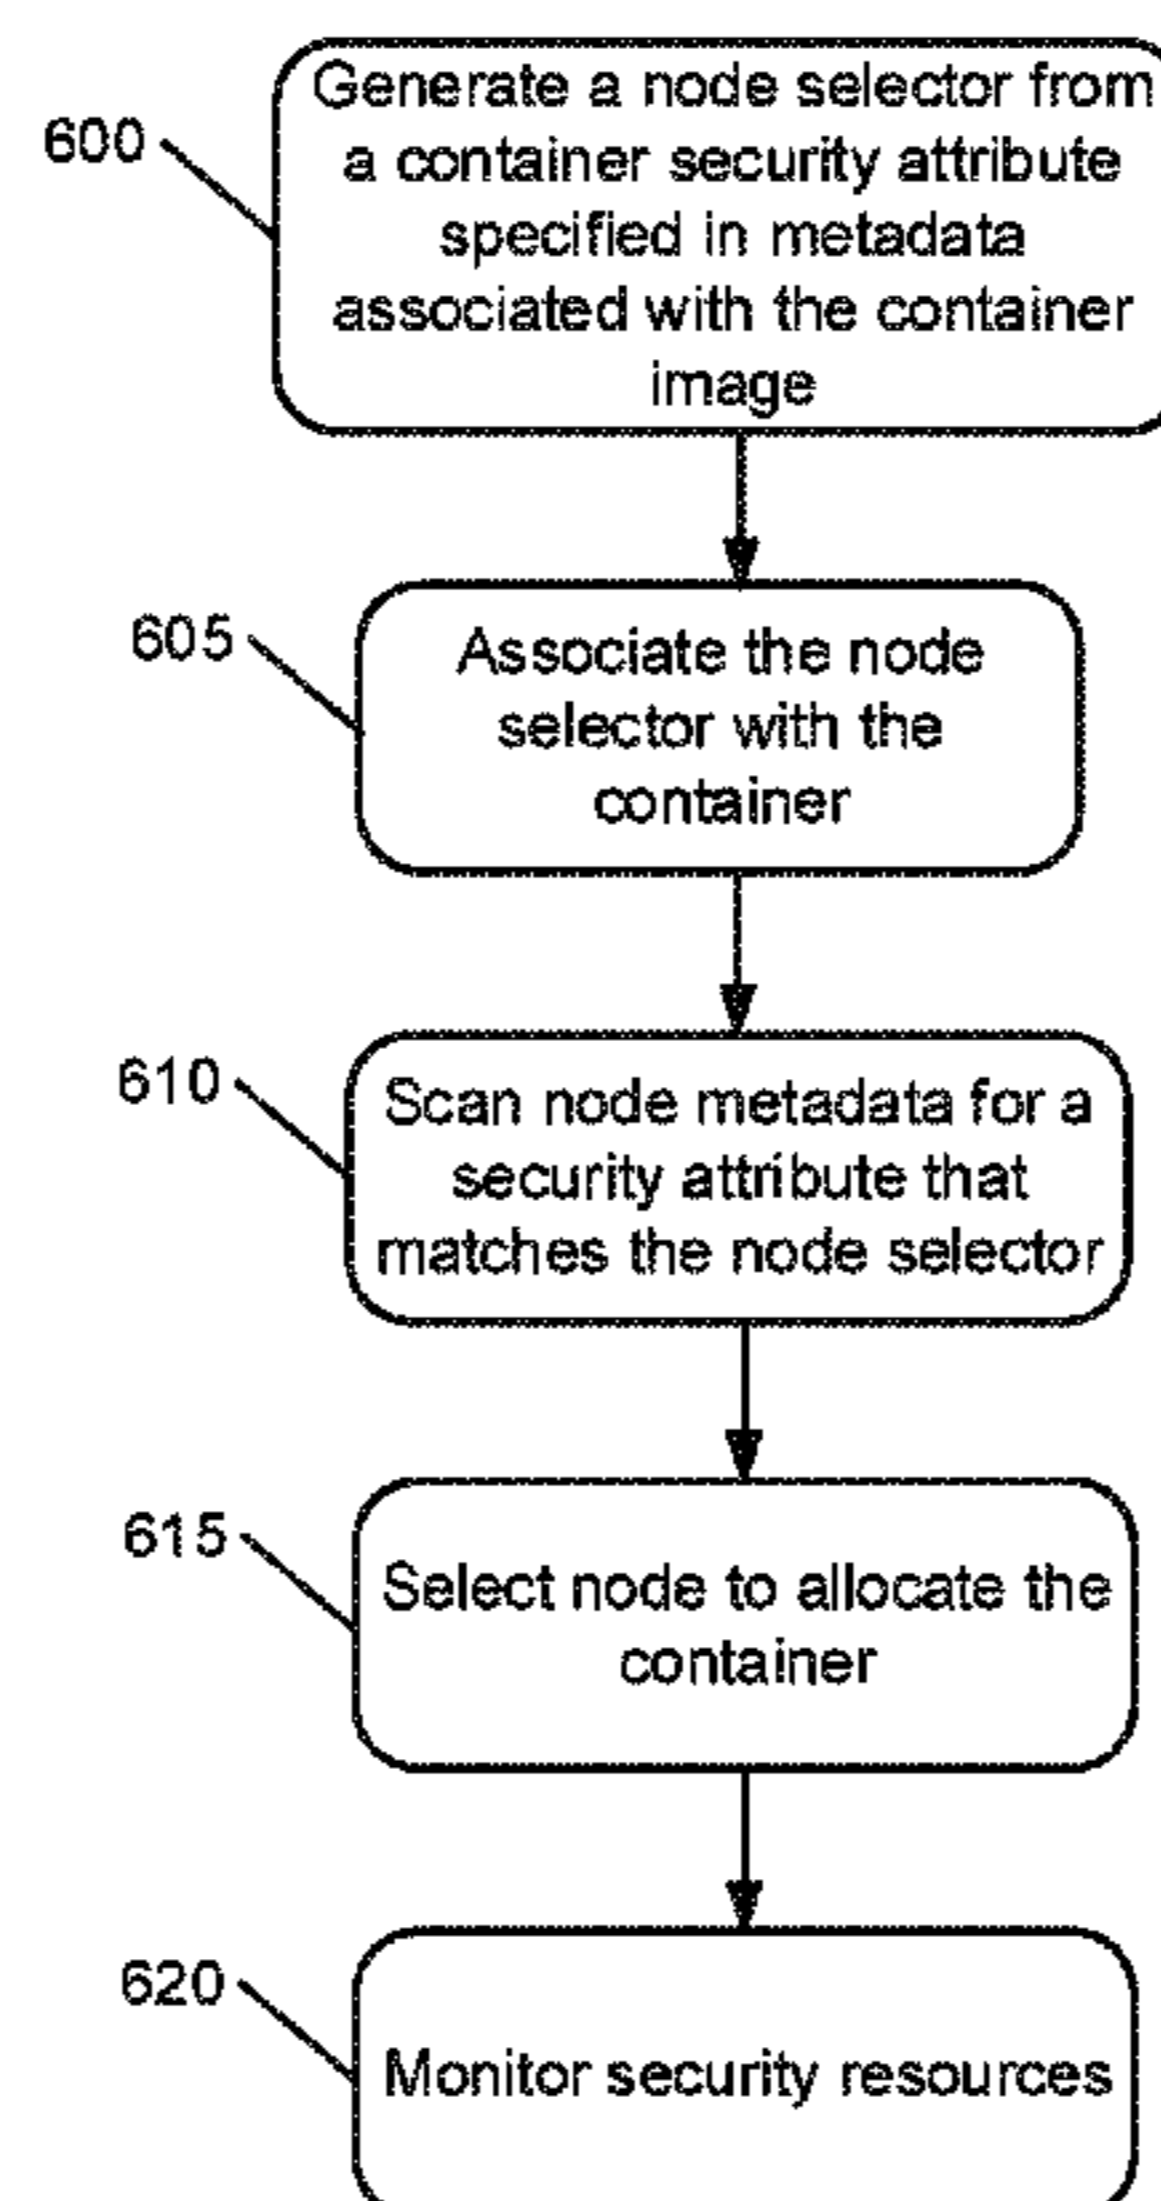 600
Generate a node selector from
a container security attribute
specified in metadata
associated with the container
image
605
Associate the node
selector with the
container
610
Scan node metadata for a
security attribute that
matches the node selector
615
Select node to allocate the
container
620
Monitor security resources